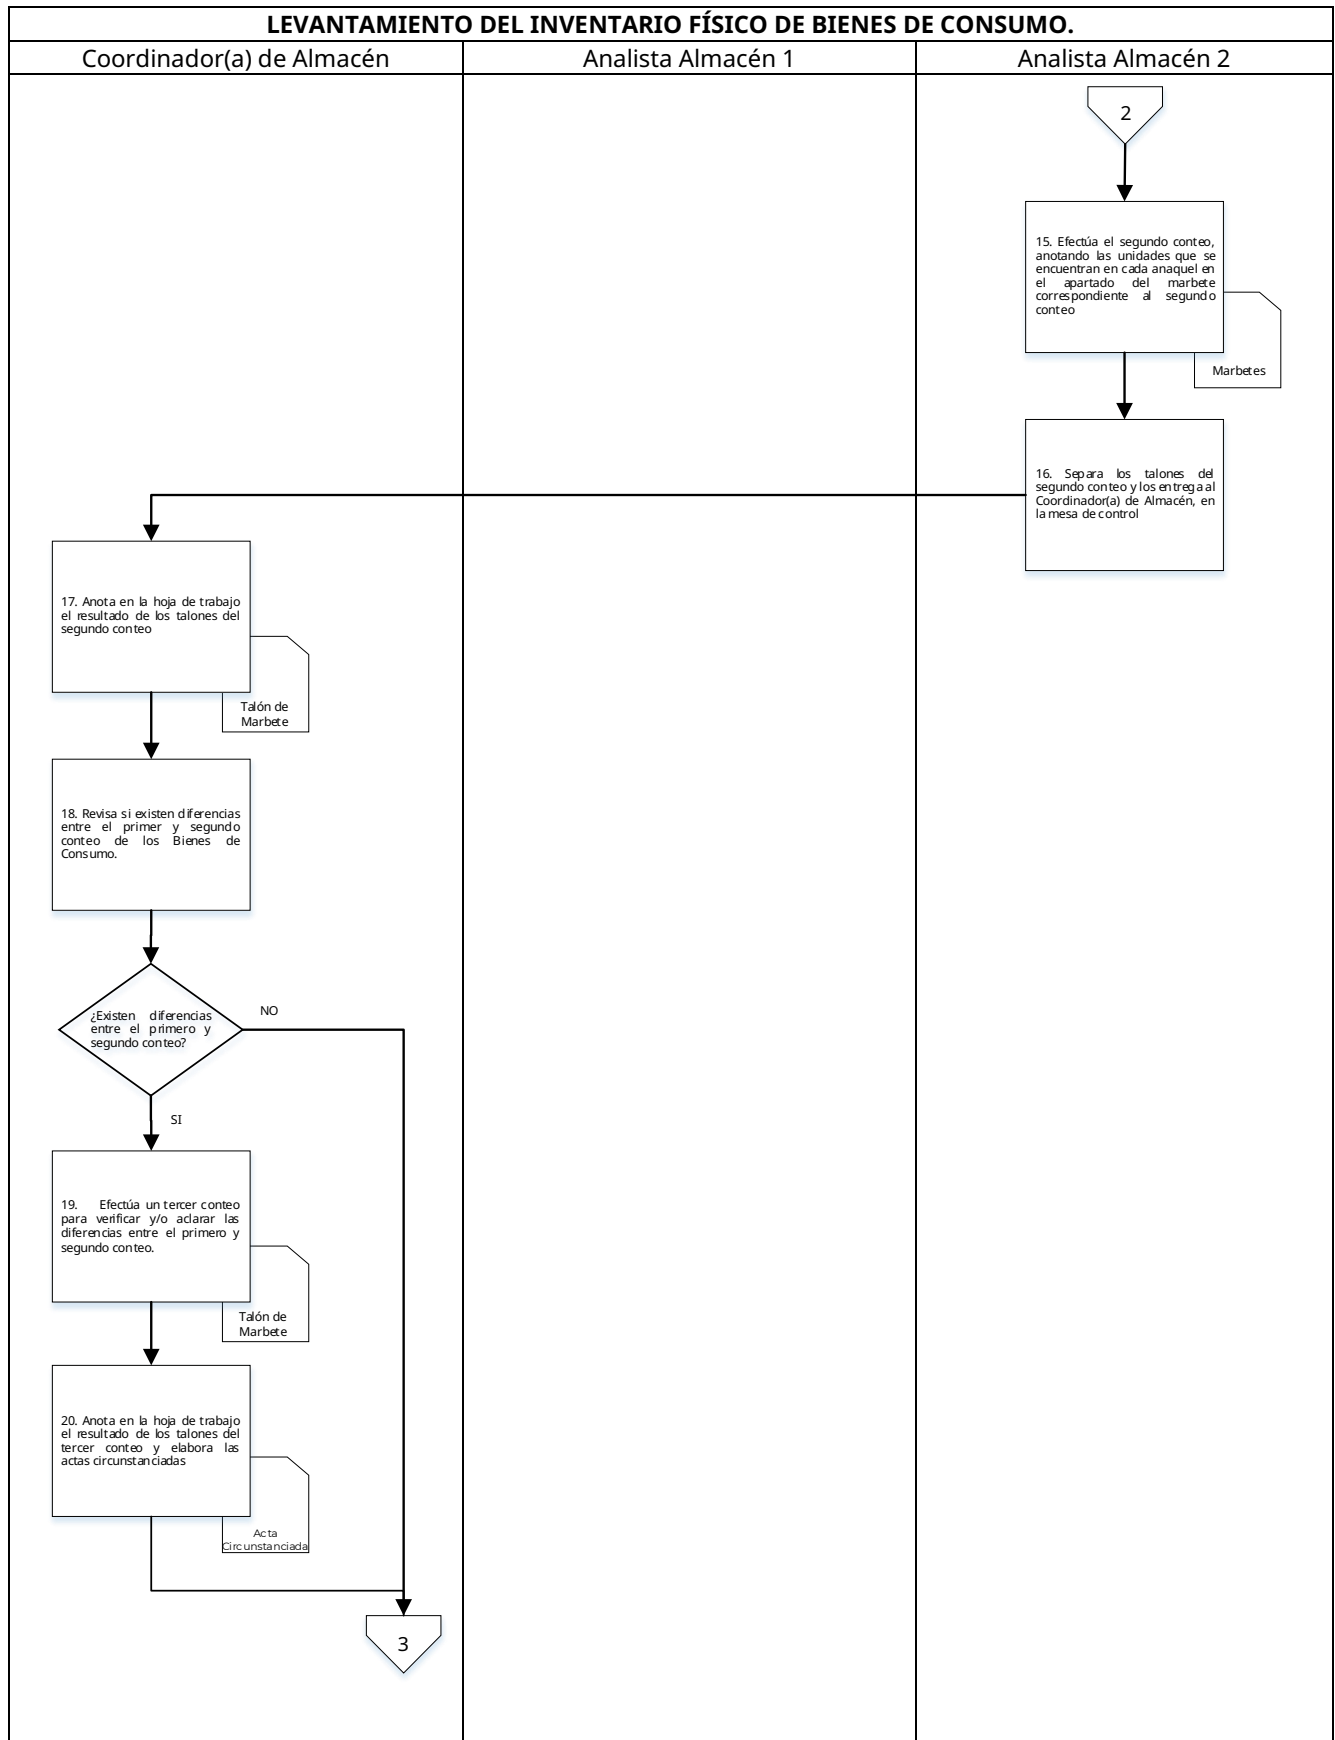 LEVANTAMIENTO DEL INVENTARIO FÍSICO DE BIENES DE CONSUMO.
Coordinador(a) de Almacén
Analista Almacén 1
Analista Almacén 2
2
15. Efectúa el segundo conteo,
anotando las unidades que se
encuentran en cada anaquel en
el apartado del marbete
correspondiente al segundo
conteo
Marbetes
16. Separa los talones del
segundo conteo y los entrega al
Coordinador(a) de Almacén, en
la mesa de control
17. Anota en la hoja de trabajo
el resultado de los talones del
segundo conteo
Talón de
Marbete
18. Revisa si existen diferencias
entre el primer y segundo
conteo de los Bienes de
Consumo.
¿Existen diferencias
entre el primero y
segundo conteo?
NO
SI
19. Efectúa un tercer conteo
para verificar y/o aclarar las
diferencias entre el primero y
segundo conteo.
Talón de
Marbete
20. Anota en la hoja de trabajo
el resultado de los talones del
tercer conteo y elabora las
actas circunstanciadas
Acta
Circunstanciada
3